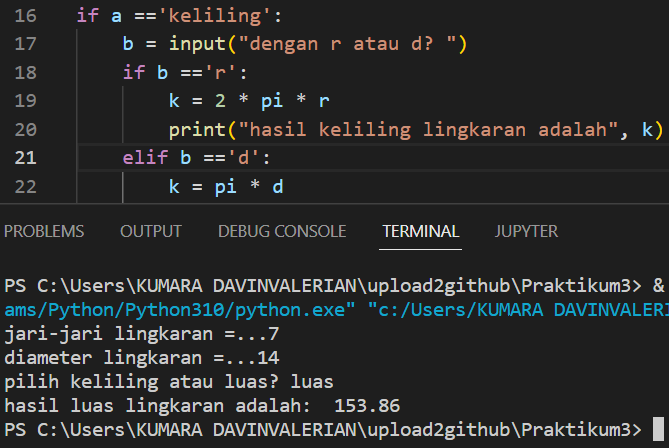 16 if a =='keliling':
17 b = input("dengan r atau d? ")
18 if b =='r':
19 k = 2 * pi * r
20 print("hasil keliling lingkaran adalah", k)
21 elif b =='d':
22 k = pi * d
PROBLEMS OUTPUT DEBUG CONSOLE TERMINAL JUPYTER
PS C:\Users\KUMARA DAVINVALERIAN\upload2github\Praktikum3> &
ams/Python/Python310/python.exe" "c:/Users/KUMARA DAVINVALERI
jari-jari lingkaran =...7
diameter lingkaran =...14
pilih keliling atau luas? luas
hasil luas lingkaran adalah:  153.86
PS C:\Users\KUMARA DAVINVALERIAN\upload2github\Praktikum3>